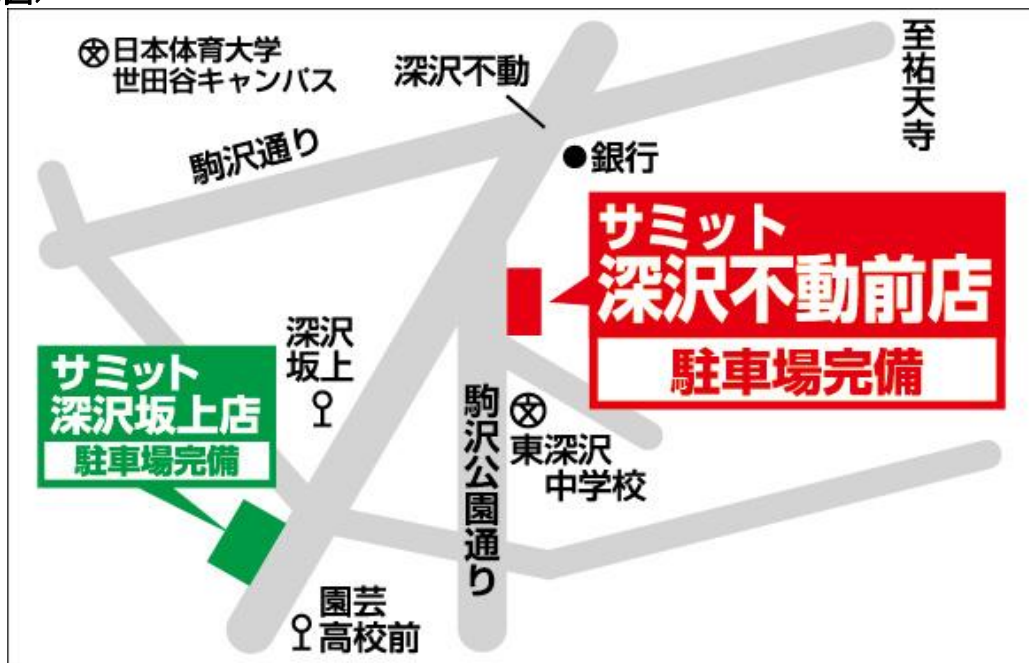 日本体育大学
世田谷キャンパス
深沢不動
至祐天寺
駒沢通り
銀行
サミット
深沢不動前店
駐車場完備
深沢
坂上
サミット
深沢坂上店
駐車場完備
駒沢公園通り
東深沢
中学校
園芸
高校前